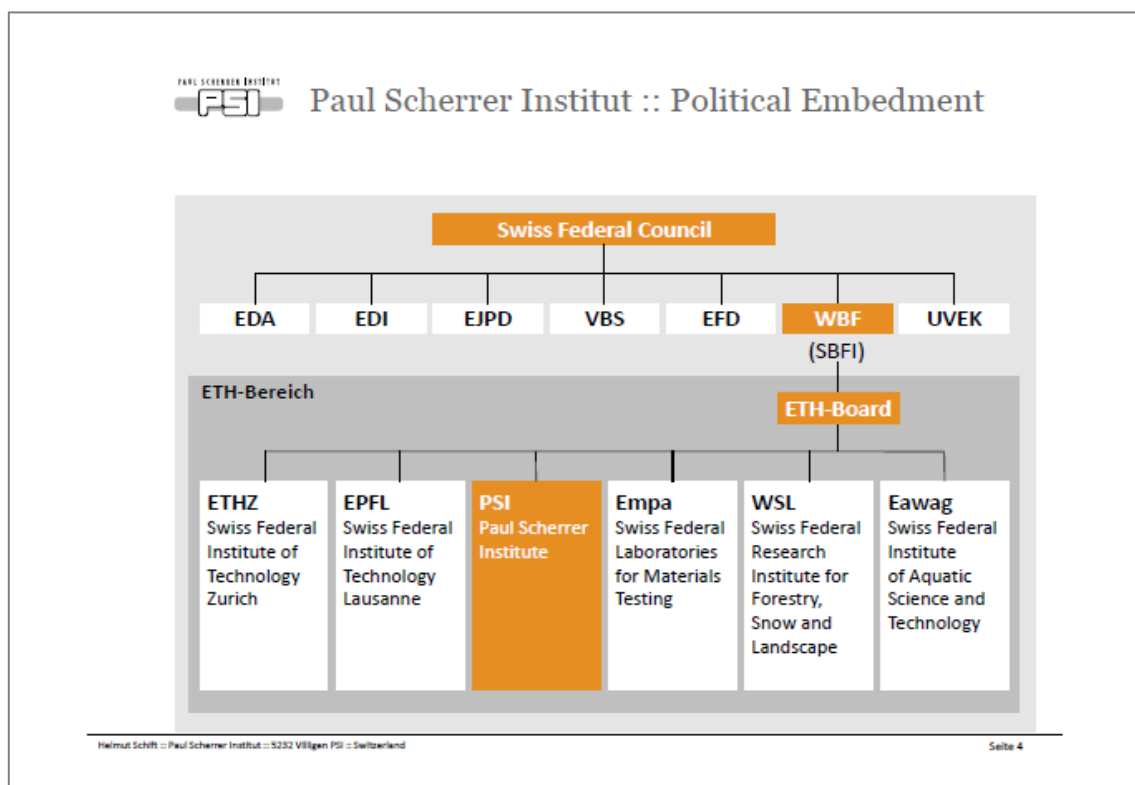 PAUL SCHERRER INSTITUT
PSI
Paul Scherrer Institut :: Political Embedment
Swiss Federal Council
EDA EDI EJPD VBS EFD WBF UVEK
(SBFI)
ETH-Bereich
ETH-Board
ETHZ
Swiss Federal
Institute of
Technology
Zurich
EPFL
Swiss Federal
Institute of
Technology
Lausanne
PSI
Paul Scherrer
Institute
Empa
Swiss Federal
Laboratories
for Materials
Testing
WSL
Swiss Federal
Research
Institute for
Forestry,
Snow and
Landscape
Eawag
Swiss Federal
Institute
of Aquatic
Science and
Technology
Helmut Schift :: Paul Scherrer Institut :: 5232 Villigen PSI :: Switzerland
Seite 4